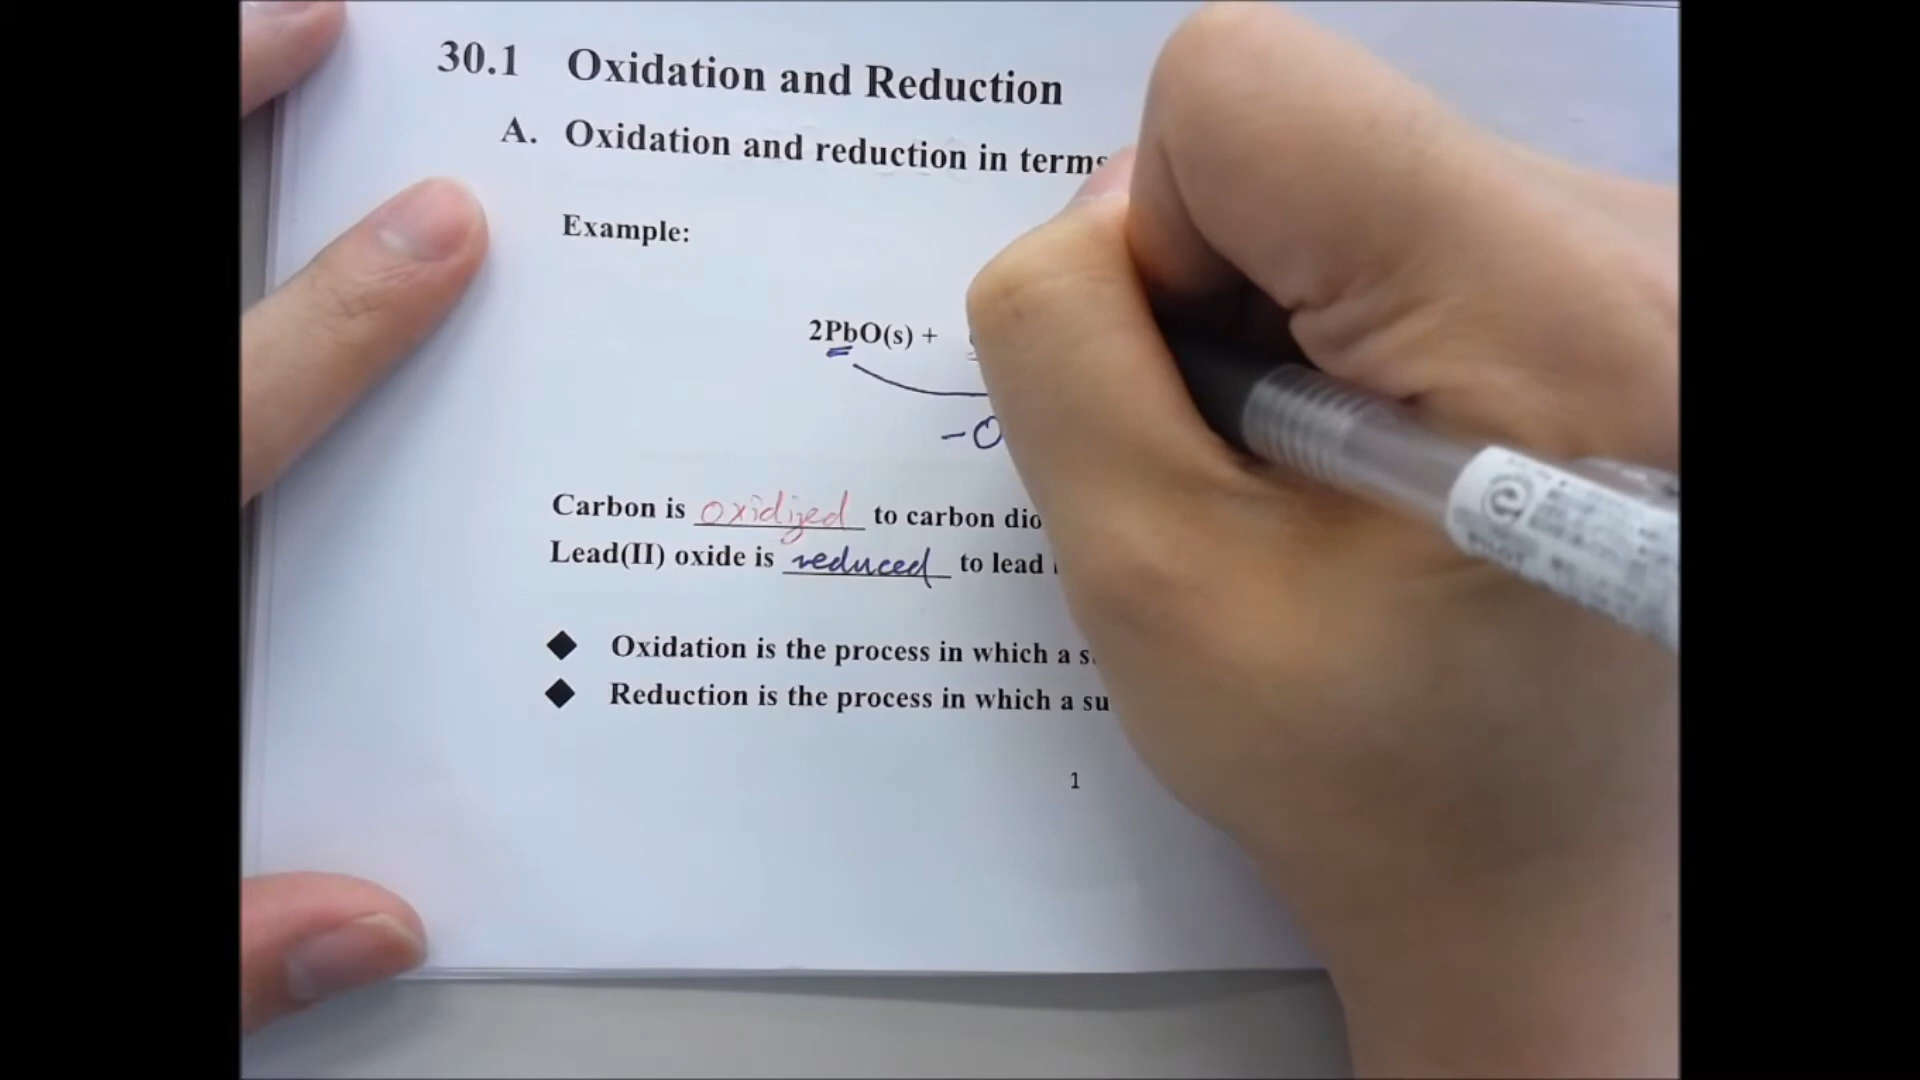 30.1 Oxidation and Reduction
A. Oxidation and reduction in terms
Example:
2PbO(s) +
-O
Carbon is oxidized to carbon dio
Lead(II) oxide is reduced to lead
◆ Oxidation is the process in which a s
◆ Reduction is the process in which a su
1